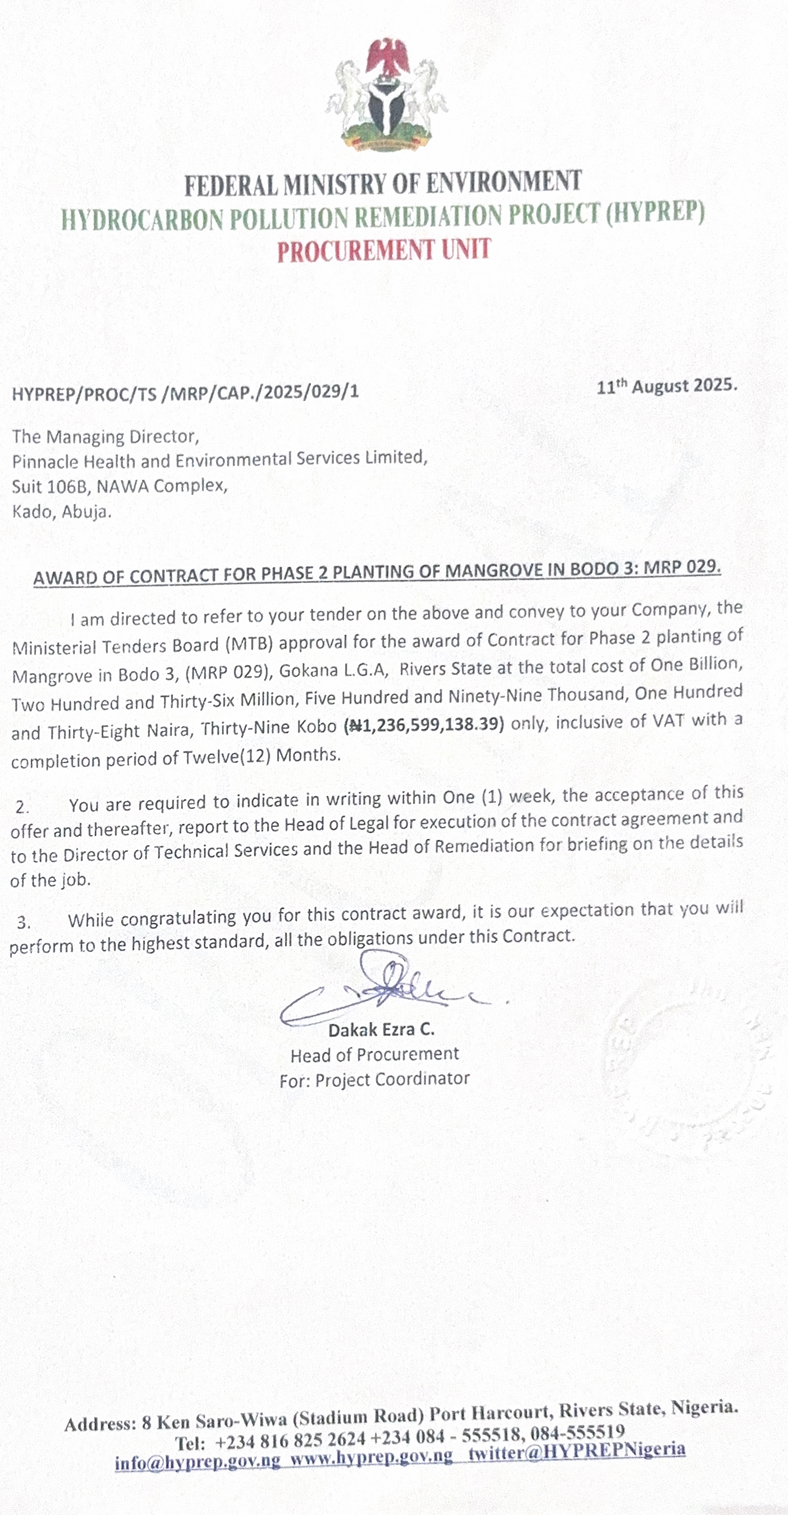 FEDERAL MINISTRY OF ENVIRONMENT
HYDROCARBON POLLUTION REMEDIATION PROJECT (HYPREP)
PROCUREMENT UNIT
HYPREP/PROC/TS /MRP/CAP./2025/029/1
11th August 2025.
The Managing Director,
Pinnacle Health and Environmental Services Limited,
Suit 106B, NAWA Complex,
Kado, Abuja.
AWARD OF CONTRACT FOR PHASE 2 PLANTING OF MANGROVE IN BODO 3: MRP 029.
I am directed to refer to your tender on the above and convey to your Company, the
Ministerial Tenders Board (MTB) approval for the award of Contract for Phase 2 planting of
Mangrove in Bodo 3, (MRP 029), Gokana L.G.A, Rivers State at the total cost of One Billion,
Two Hundred and Thirty-Six Million, Five Hundred and Ninety-Nine Thousand, One Hundred
and Thirty-Eight Naira, Thirty-Nine Kobo (₦1,236,599,138.39) only, inclusive of VAT with a
completion period of Twelve(12) Months.
2. You are required to indicate in writing within One (1) week, the acceptance of this
offer and thereafter, report to the Head of Legal for execution of the contract agreement and
to the Director of Technical Services and the Head of Remediation for briefing on the details
of the job.
3. While congratulating you for this contract award, it is our expectation that you will
perform to the highest standard, all the obligations under this Contract.
Dakak Ezra C.
Head of Procurement
For: Project Coordinator
Address: 8 Ken Saro-Wiwa (Stadium Road) Port Harcourt, Rivers State, Nigeria.
Tel: +234 816 825 2624 +234 084 - 555518, 084-555519
info@hyprep.gov.ng www.hyprep.gov.ng twitter@HYPREPNigeria